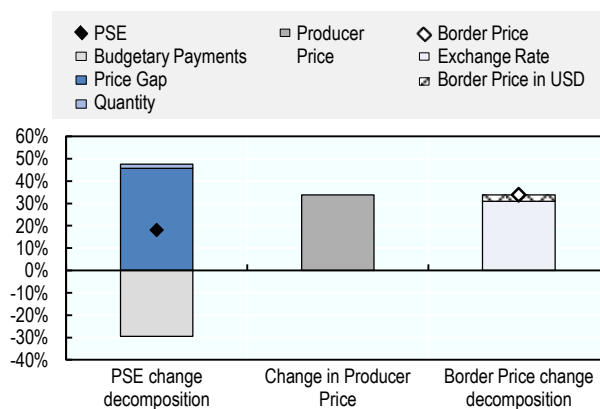 PSE
Budgetary Payments
Price Gap
Quantity
Producer
Price
Border Price
Exchange Rate
Border Price in USD
60%
50%
40%
30%
20%
10%
0%
-10%
-20%
-30%
-40%
PSE change
decomposition
Change in Producer
Price
Border Price change
decomposition